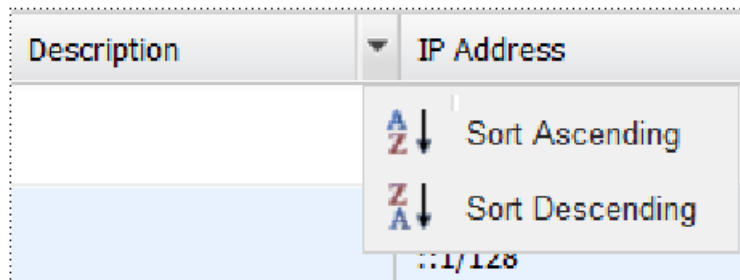 Description
IP Address
A
Z
Sort Ascending
Z
A
Sort Descending
::1/128